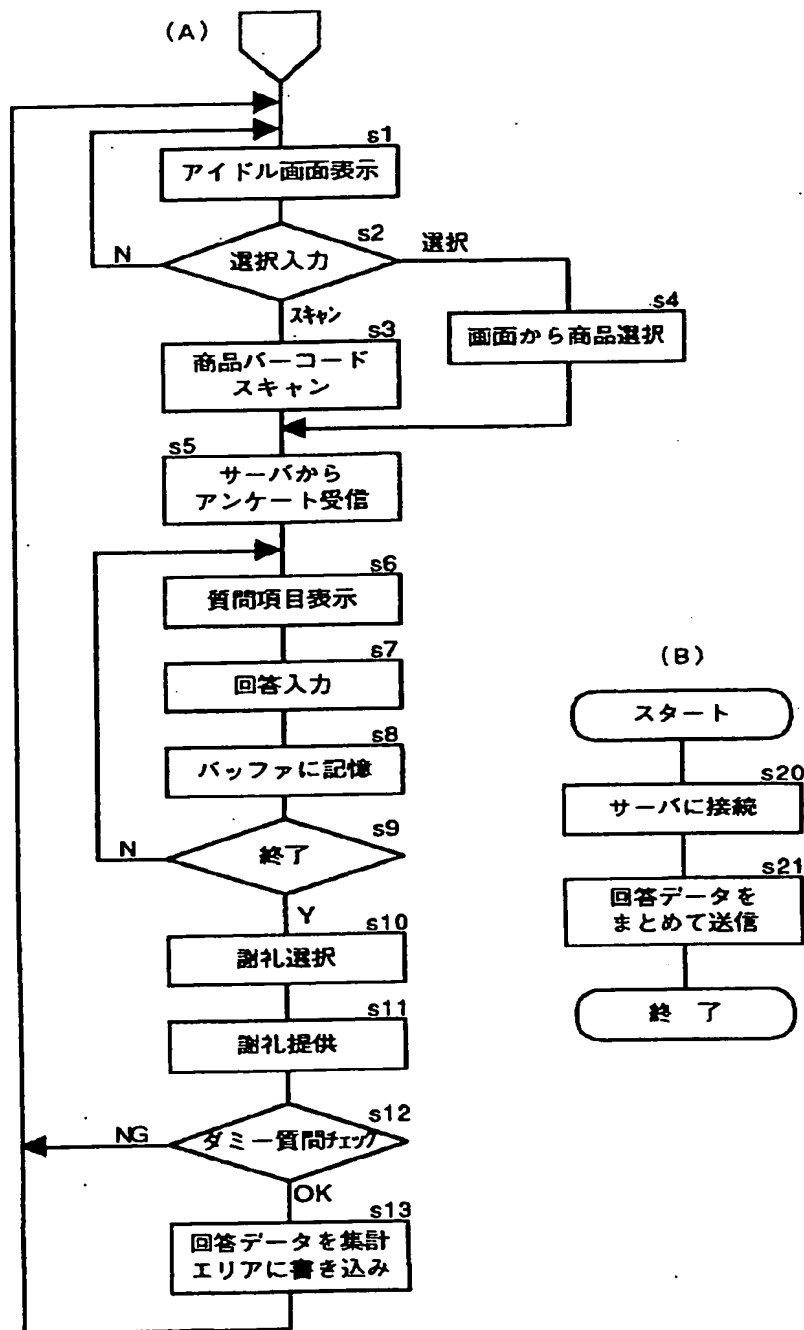 (A)
s1
アイドル画面表示
s2
選択入力
N
選択
スキャン
s3
商品バーコード
スキャン
s4
画面から商品選択
s5
サーバから
アンケート受信
s6
質問項目表示
s7
回答入力
s8
バッファに記憶
s9
終了
N
Y
s10
謝礼選択
s11
謝礼提供
s12
ダミー質問チェック
NG
OK
s13
回答データを集計
エリアに書き込み
(B)
スタート
s20
サーバに接続
s21
回答データを
まとめて送信
終 了